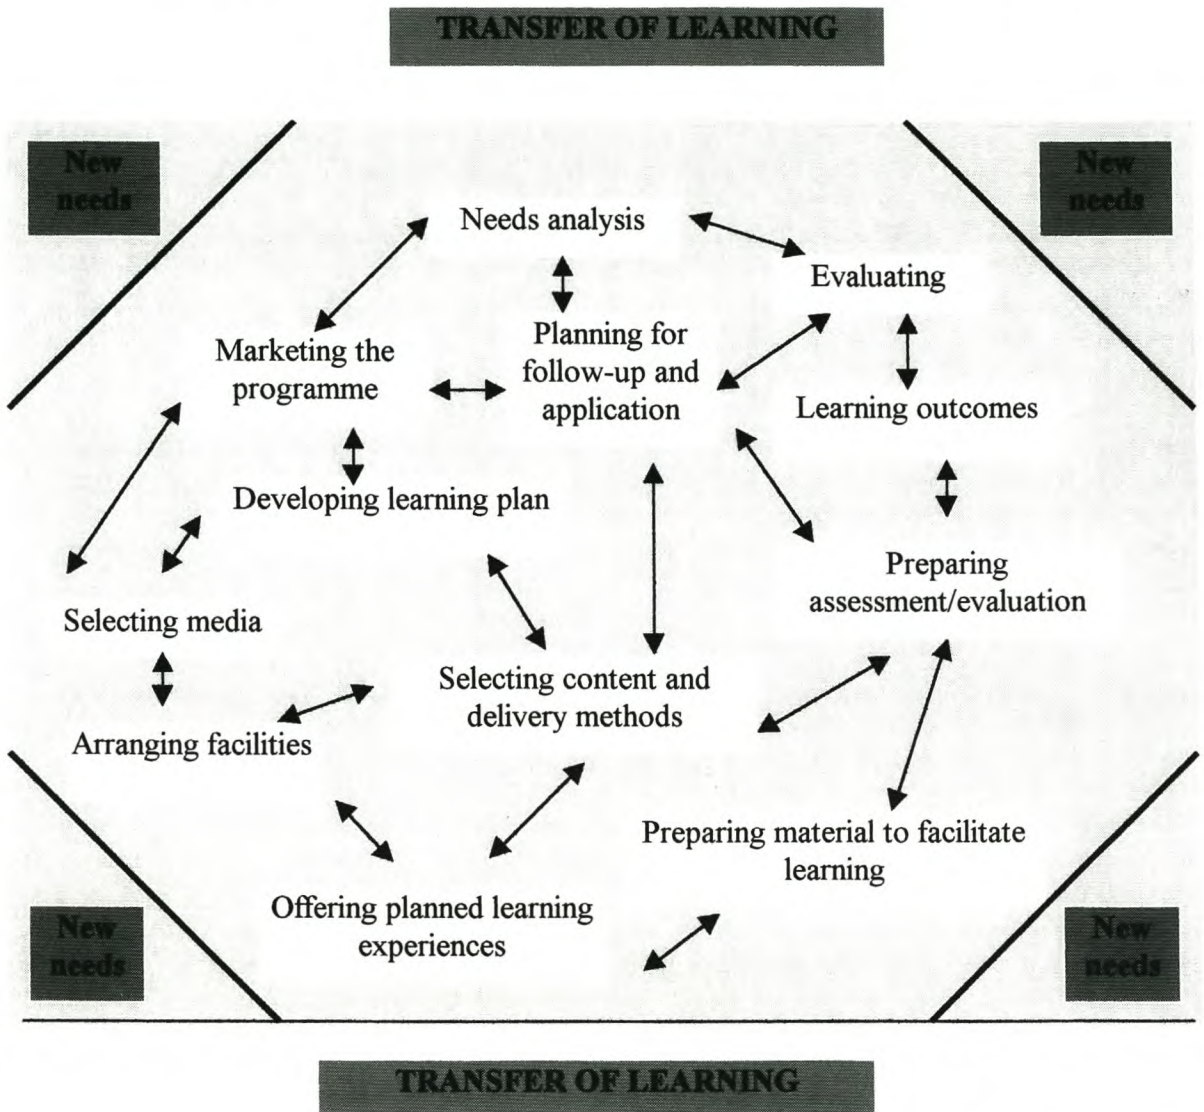 TRANSFER OF LEARNING
New
needs
New
needs
Needs analysis
Evaluating
Marketing the
programme
Planning for
follow-up and
application
Learning outcomes
Developing learning plan
Preparing
assessment/evaluation
Selecting media
Selecting content and
delivery methods
Arranging facilities
Preparing material to facilitate
learning
Offering planned learning
experiences
New
needs
New
needs
TRANSFER OF LEARNING